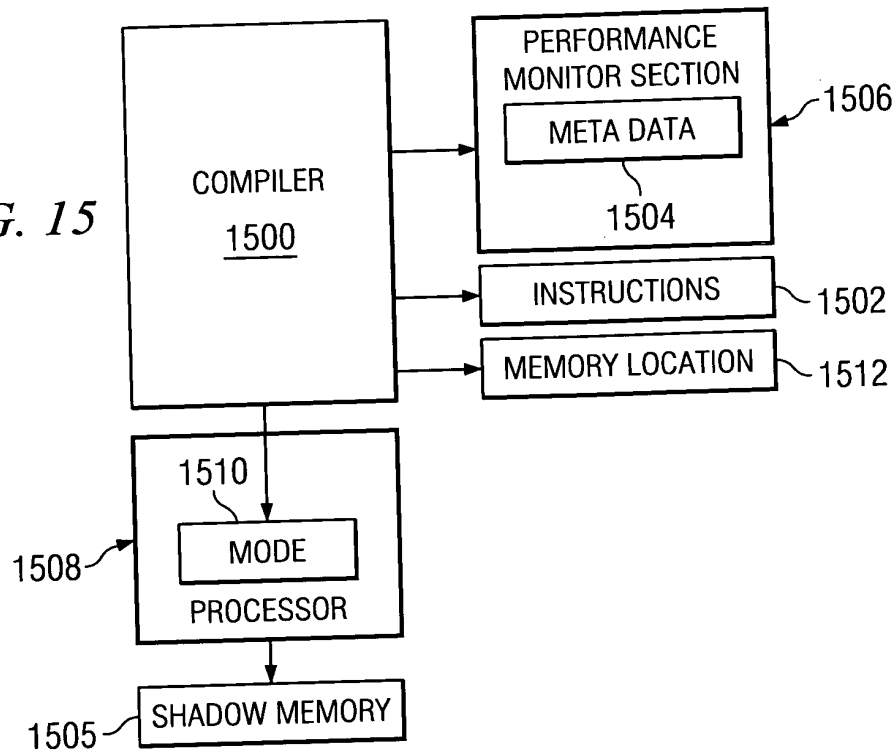 PERFORMANCE
MONITOR SECTION
META DATA
1504
1506
COMPILER
1500
G. 15
INSTRUCTIONS
1502
MEMORY LOCATION
1512
1510
MODE
PROCESSOR
1508
SHADOW MEMORY
1505